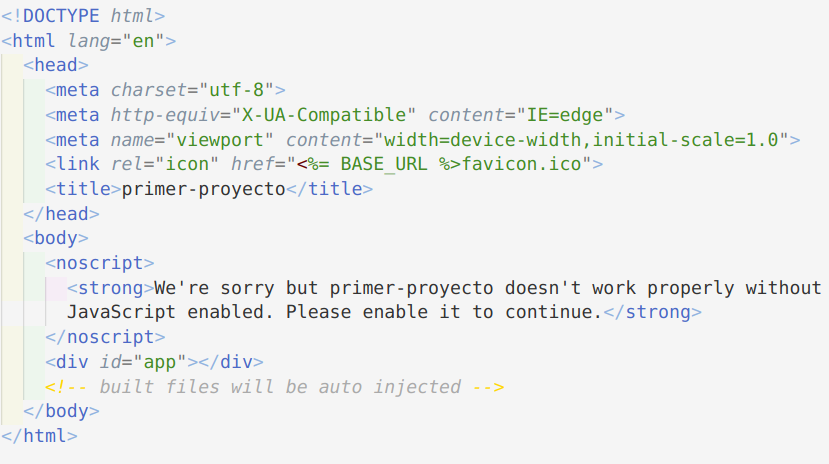 <!DOCTYPE html>
<html lang="en">
<head>
<meta charset="utf-8">
<meta http-equiv="X-UA-Compatible" content="IE=edge">
<meta name="viewport" content="width=device-width,initial-scale=1.0">
<link rel="icon" href="<%= BASE_URL %>favicon.ico">
<title>primer-proyecto</title>
</head>
<body>
<noscript>
<strong>We're sorry but primer-proyecto doesn't work properly without
JavaScript enabled. Please enable it to continue.</strong>
</noscript>
<div id="app"></div>
<!-- built files will be auto injected -->
</body>
</html>